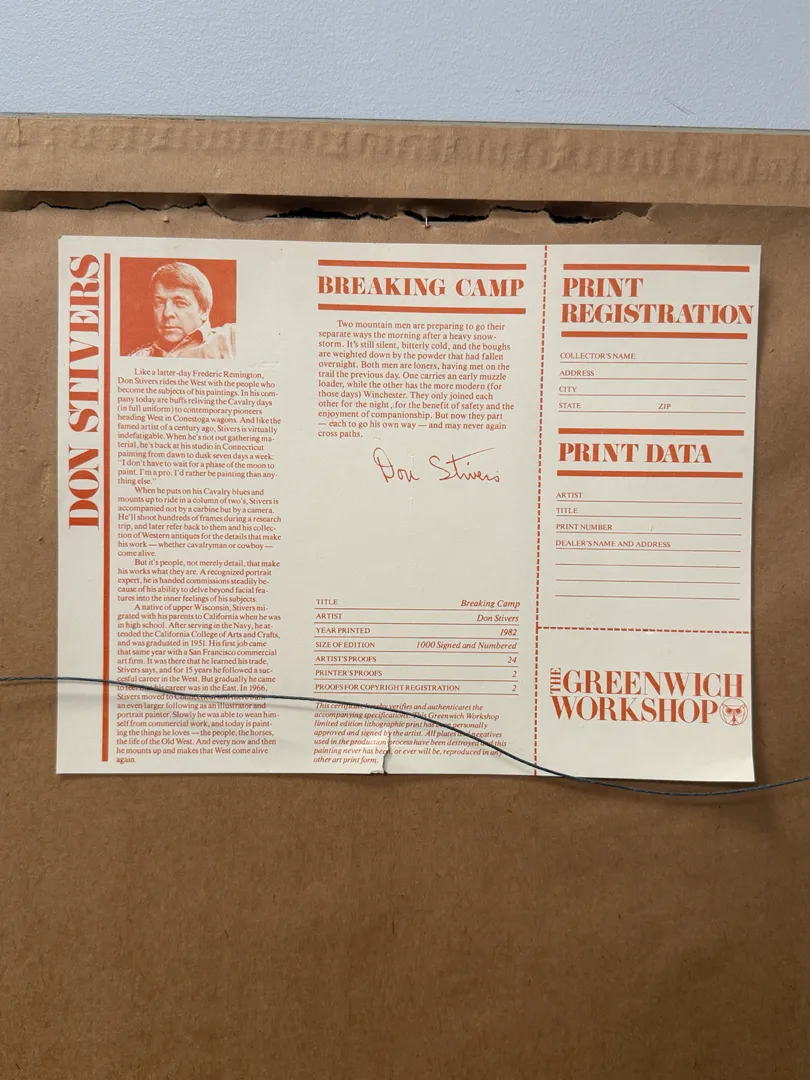 DON STIVERS
Like a latter-day Frederic Remington,
Don Stivers rides the West with the people who
become the subjects of his paintings. In his com-
pany today are buffs reliving the Cavalry days
(in full uniform) to contemporary pioneers
heading West in Conestoga wagons. And like the
famed artist of a century ago, Stivers is virtually
indefatigable. When he's not out gathering ma-
terial, he's back at his studio in Connecticut
painting from dawn to dusk seven days a week:
"I don't have to wait for a phase of the moon to
paint. I'm a pro. I'd rather be painting than any-
thing else."
When he puts on his Cavalry blues and
mounts up to ride in a column of two's, Stivers is
accompanied not by a carbine but by a camera.
He'll shoot hundreds of frames during a research
trip, and later refer back to them and his collec-
tion of Western antiques for the details that make
his work — whether cavalryman or cowboy —
come alive.
But it's people, not merely detail, that make
his works what they are. A recognized portrait
expert, he is handed commissions steadily be-
cause of his ability to delve beyond facial fea-
tures into the inner feelings of his subjects.
A native of upper Wisconsin, Stivers mi-
grated with his parents to California when he was
in high school. After serving in the Navy, he at-
tended the California College of Arts and Crafts,
and was graduated in 1951. His first job came
that same year with a San Francisco commercial
art firm. It was there that he learned his trade,
Stivers says, and for 15 years he followed a suc-
cesful career in the West. But gradually he came
to feel that his career was in the East. In 1966,
Stivers moved to Connecticut and there won
an even larger following as an illustrator and
portrait painter. Slowly he was able to wean him-
self from commercial work, and today is paint-
ing the things he loves — the people, the horses,
the life of the Old West. And every now and then
he mounts up and makes that West come alive
again.
BREAKING CAMP
Two mountain men are preparing to go their
separate ways the morning after a heavy snow-
storm. It's still silent, bitterly cold, and the boughs
are weighted down by the powder that had fallen
overnight. Both men are loners, having met on
the trail the previous day. One carries an early muzzle
loader, while the other has the more modern (for
those days) Winchester. They only joined each
other for the night, for the benefit of safety and the
enjoyment of companionship. But now they part
— each to go his own way — and may never again
cross paths.
Don Stivers
TITLE Breaking Camp
ARTIST Don Stivers
YEAR PRINTED 1982
SIZE OF EDITION 1000 Signed and Numbered
ARTIST'S PROOFS 24
PRINTER'S PROOFS 2
PROOFS FOR COPYRIGHT REGISTRATION 2
This certificate hereby verifies and authenticates the
accompanying specifications. This Greenwich Workshop
limited edition lithographic print has been personally
approved and signed by the artist. All plates and negatives
used in the production process have been destroyed and this
painting never has been, or ever will be, reproduced in any
other art print form.
PRINT
REGISTRATION
COLLECTOR'S NAME
ADDRESS
CITY
STATE ZIP
PRINT DATA
ARTIST
TITLE
PRINT NUMBER
DEALER'S NAME AND ADDRESS
THE GREENWICH
WORKSHOP